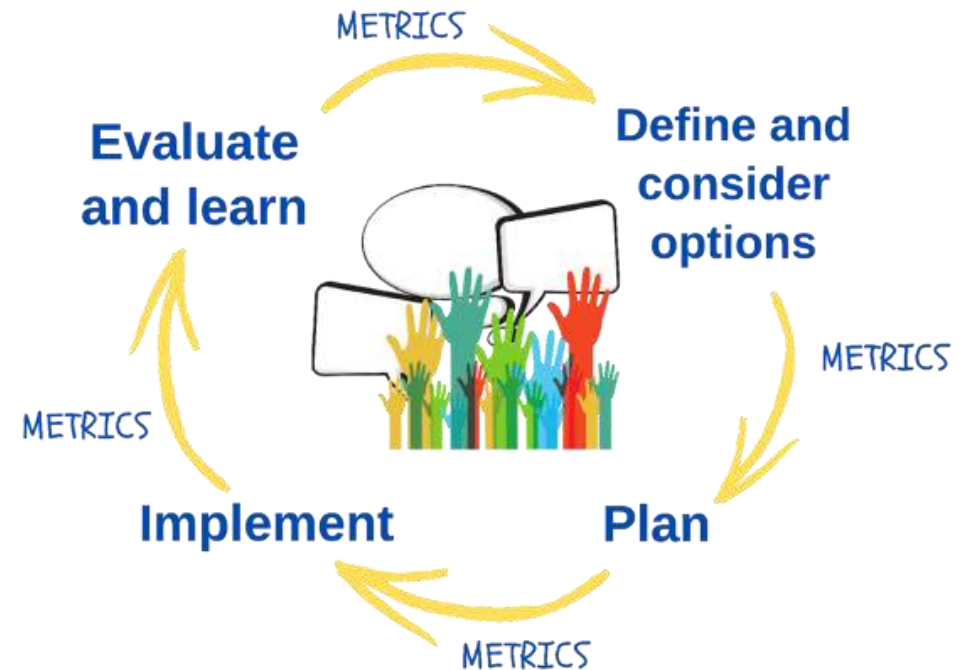 METRICS
Evaluate
and learn
Define and
consider
options
METRICS
METRICS
Implement
Plan
METRICS